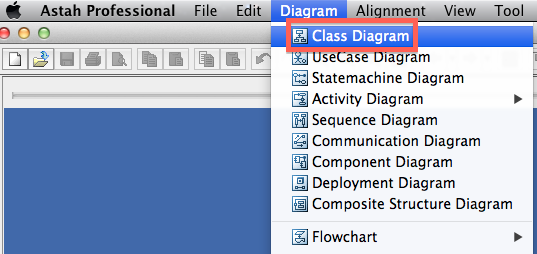 Astah Professional File Edit Diagram Alignment View Tool
Class Diagram
UseCase Diagram
Statemachine Diagram
Activity Diagram
Sequence Diagram
Communication Diagram
Component Diagram
Deployment Diagram
Composite Structure Diagram
Flowchart